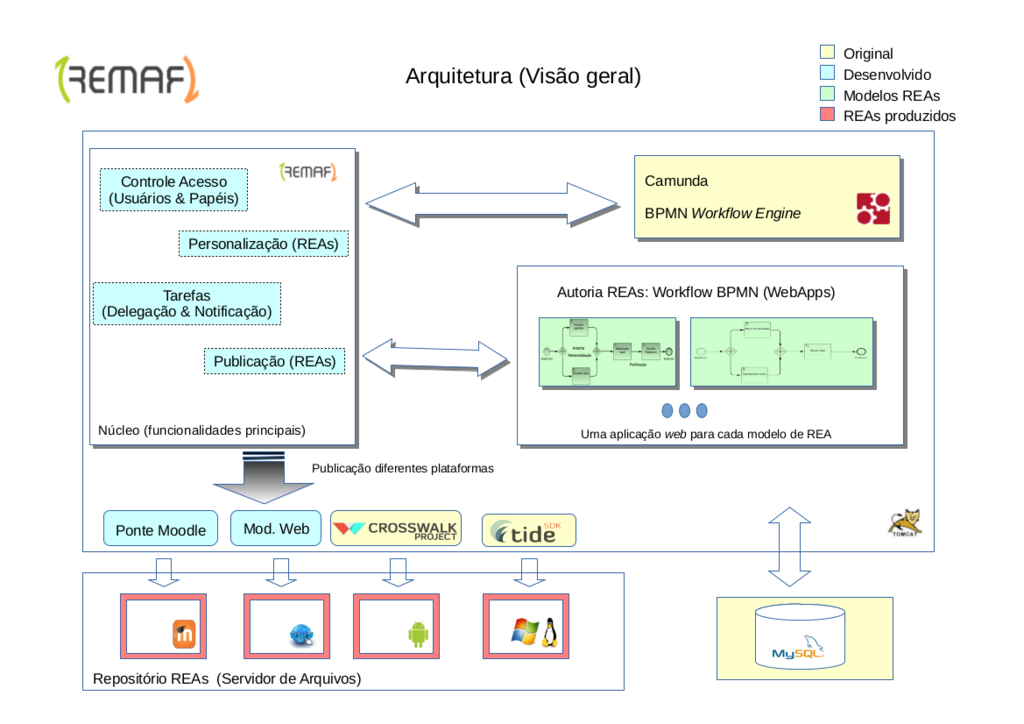 REMAF
Arquitetura (Visão geral)
Original
Desenvolvido
Modelos REAs
REAs produzidos
REMAF
Controle Acesso
(Usuários & Papéis)
Personalização (REAs)
Tarefas
(Delegação & Notificação)
Publicação (REAs)
Núcleo (funcionalidades principais)
Camunda
BPMN Workflow Engine
Autoria REAs: Workflow BPMN (WebApps)
Autoria
Personalização
Publicação
Uma aplicação web para cada modelo de REA
Publicação diferentes plataformas
Ponte Moodle
Mod. Web
CROSSWALK
PROJECT
tide SDK
TOMCAT
Repositório REAs (Servidor de Arquivos)
MySQL